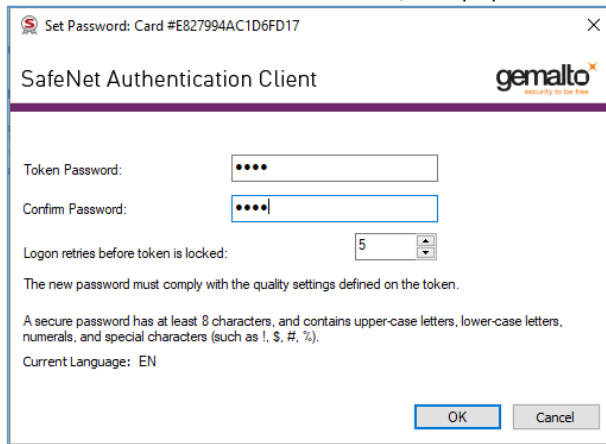 Set Password: Card #E827994AC1D6FD17
SafeNet Authentication Client
gemalto
security to be free
Token Password: ••••
Confirm Password: ••••
Logon retries before token is locked: 5
The new password must comply with the quality settings defined on the token.
A secure password has at least 8 characters, and contains upper-case letters, lower-case letters,
numerals, and special characters (such as !, $, #, %).
Current Language: EN
OK Cancel